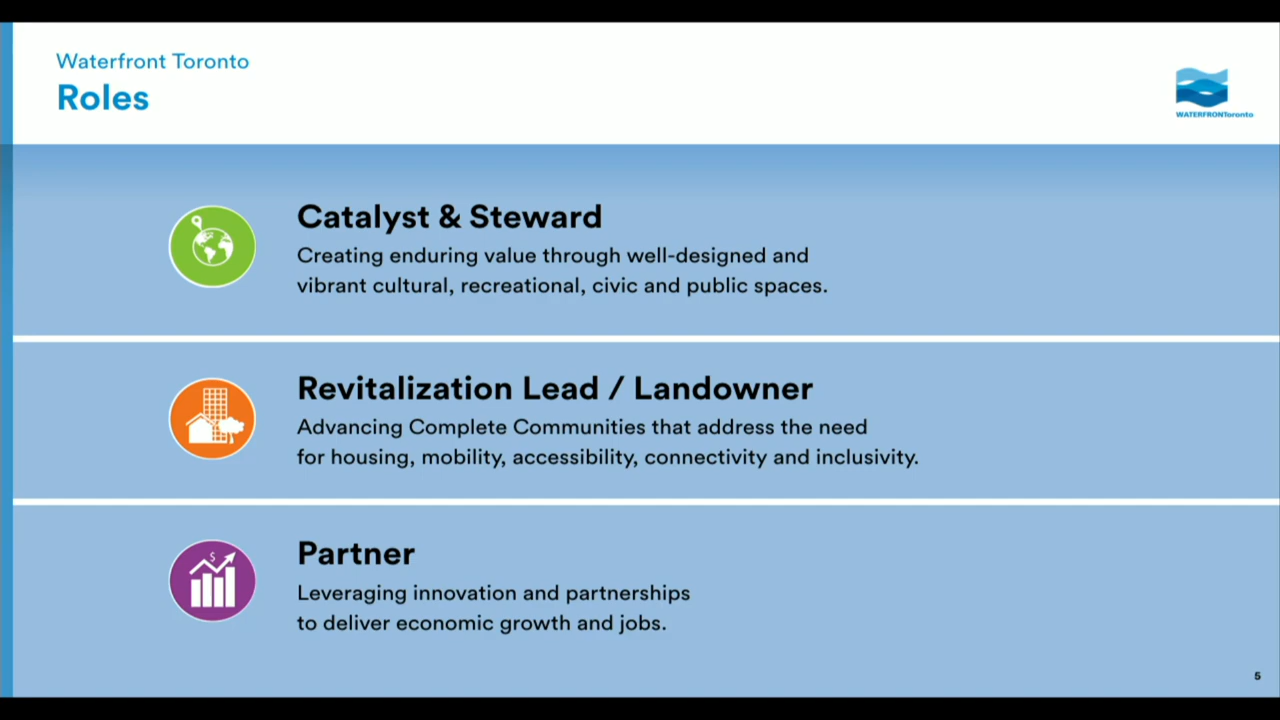 Waterfront Toronto
Roles
WATERFRONToronto
Catalyst & Steward
Creating enduring value through well-designed and
vibrant cultural, recreational, civic and public spaces.
Revitalization Lead / Landowner
Advancing Complete Communities that address the need
for housing, mobility, accessibility, connectivity and inclusivity.
$
Partner
Leveraging innovation and partnerships
to deliver economic growth and jobs.
5